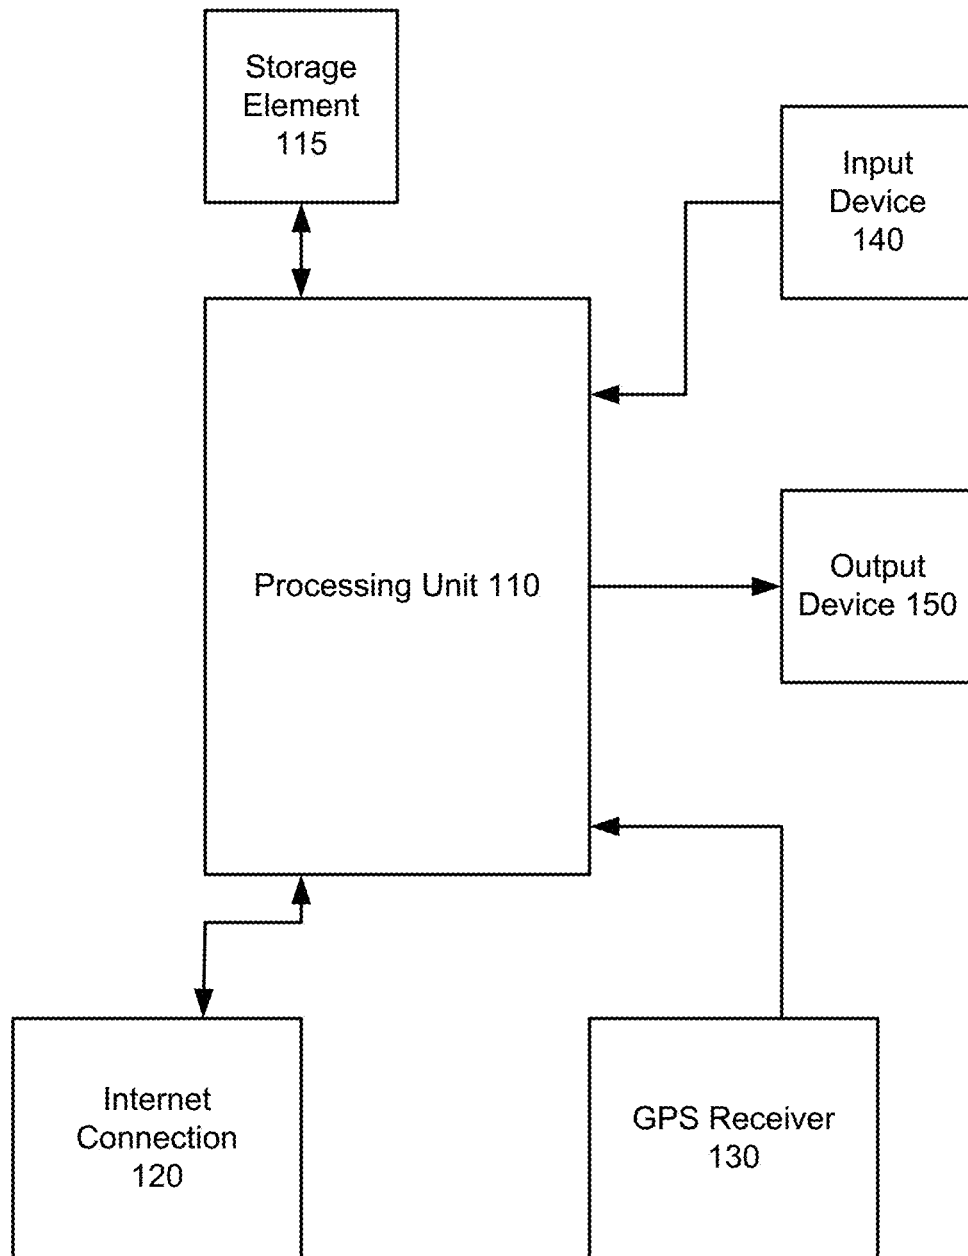 Storage
Element
115
Input
Device
140
Processing Unit 110
Output
Device 150
Internet
Connection
120
GPS Receiver
130